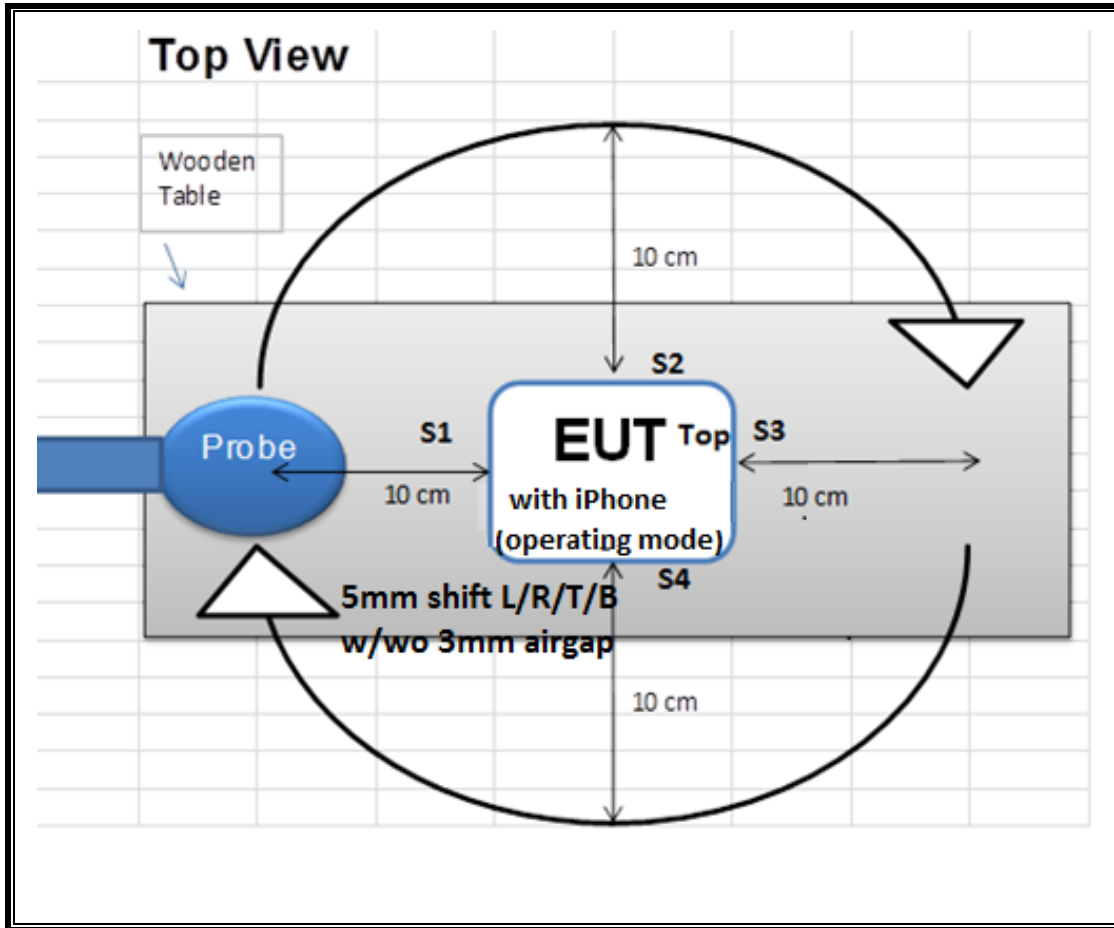 Top View
Wooden
Table
10 cm
S2
Probe
S1
EUT Top
S3
10 cm
with iPhone
(operating mode)
10 cm
S4
5mm shift L/R/T/B
w/wo 3mm airgap
10 cm